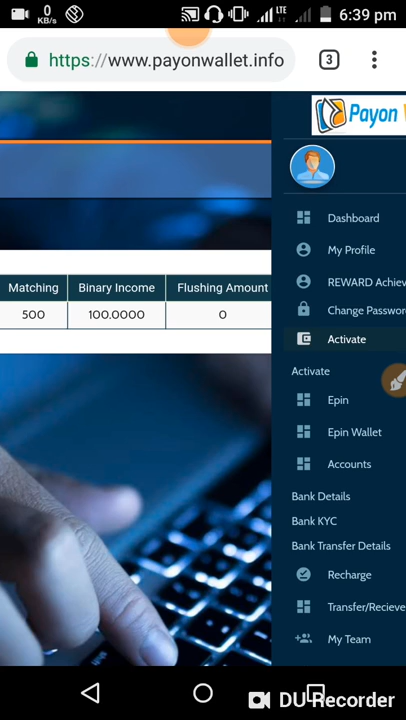 0
KB/s
LTE
6:39 pm
https://www.payonwallet.info
3
Payon
Dashboard
My Profile
REWARD Achiev
Change Passwor
Activate
Matching
Binary Income
Flushing Amount
500
100.0000
0
Activate
Epin
Epin Wallet
Accounts
Bank Details
Bank KYC
Bank Transfer Details
Recharge
Transfer/Recieve
My Team
DU Recorder